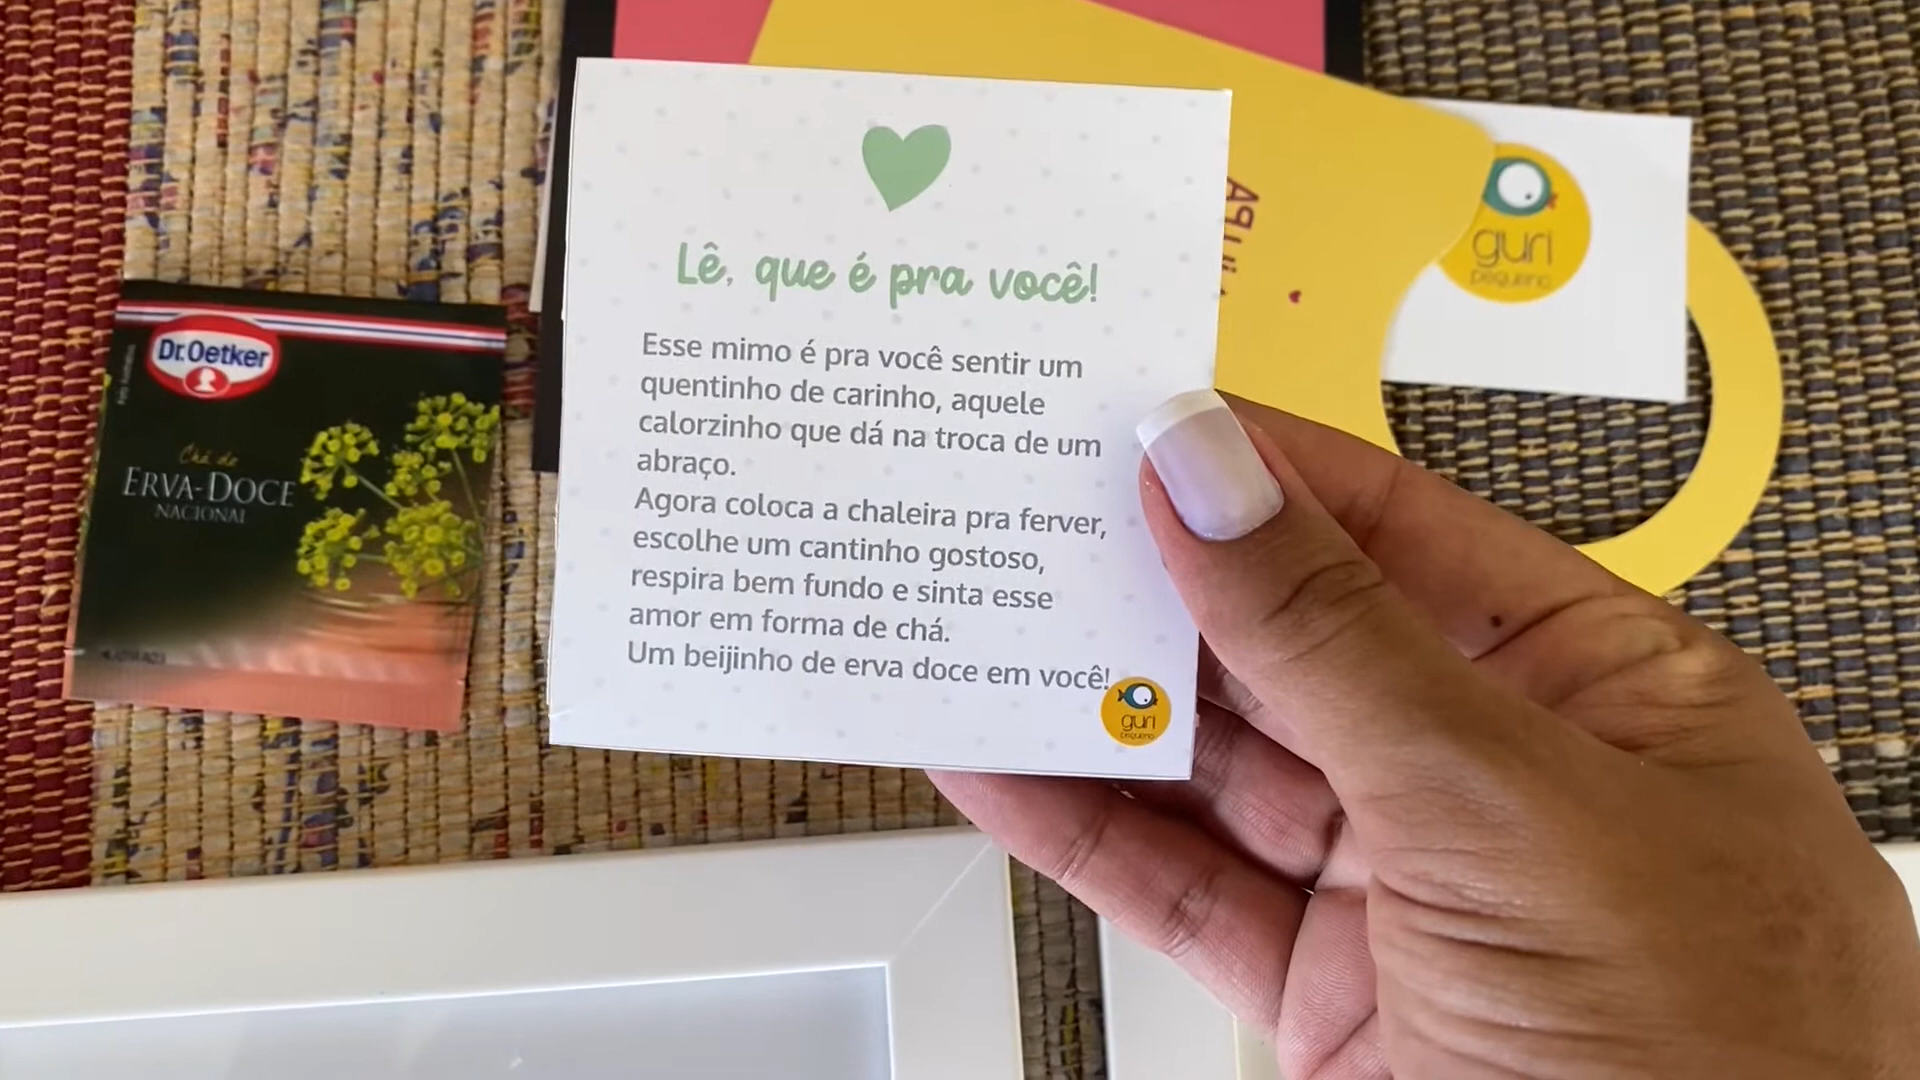 Lê, que é pra você!
Esse mimo é pra você sentir um
quentinho de carinho, aquele
calorzinho que dá na troca de um
abraço.
Agora coloca a chaleira pra ferver,
escolhe um cantinho gostoso,
respira bem fundo e sinta esse
amor em forma de chá.
Um beijinho de erva doce em você!
guri
pequeno
Dr.Oetker
Chá de
ERVA-DOCE
NACIONAL
guri
pequeno